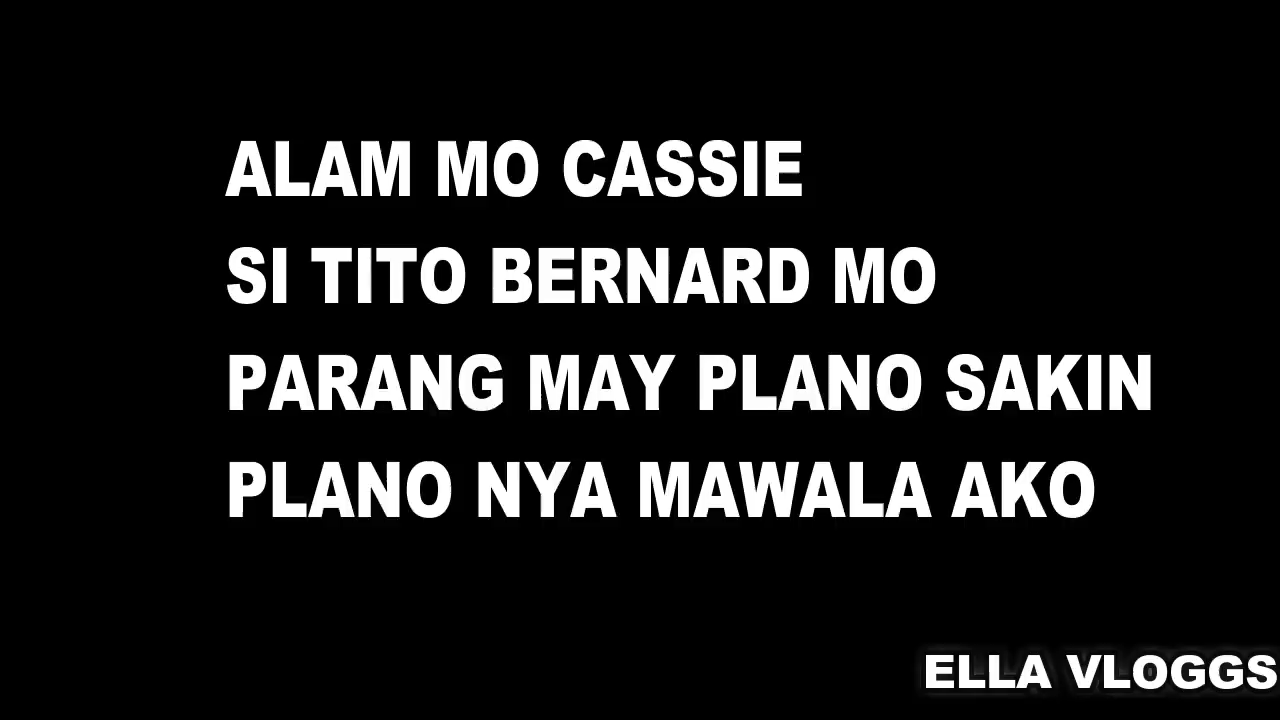 ALAM MO CASSIE
SI TITO BERNARD MO
PARANG MAY PLANO SAKIN
PLANO NYA MAWALA AKO
ELLA VLOGGS